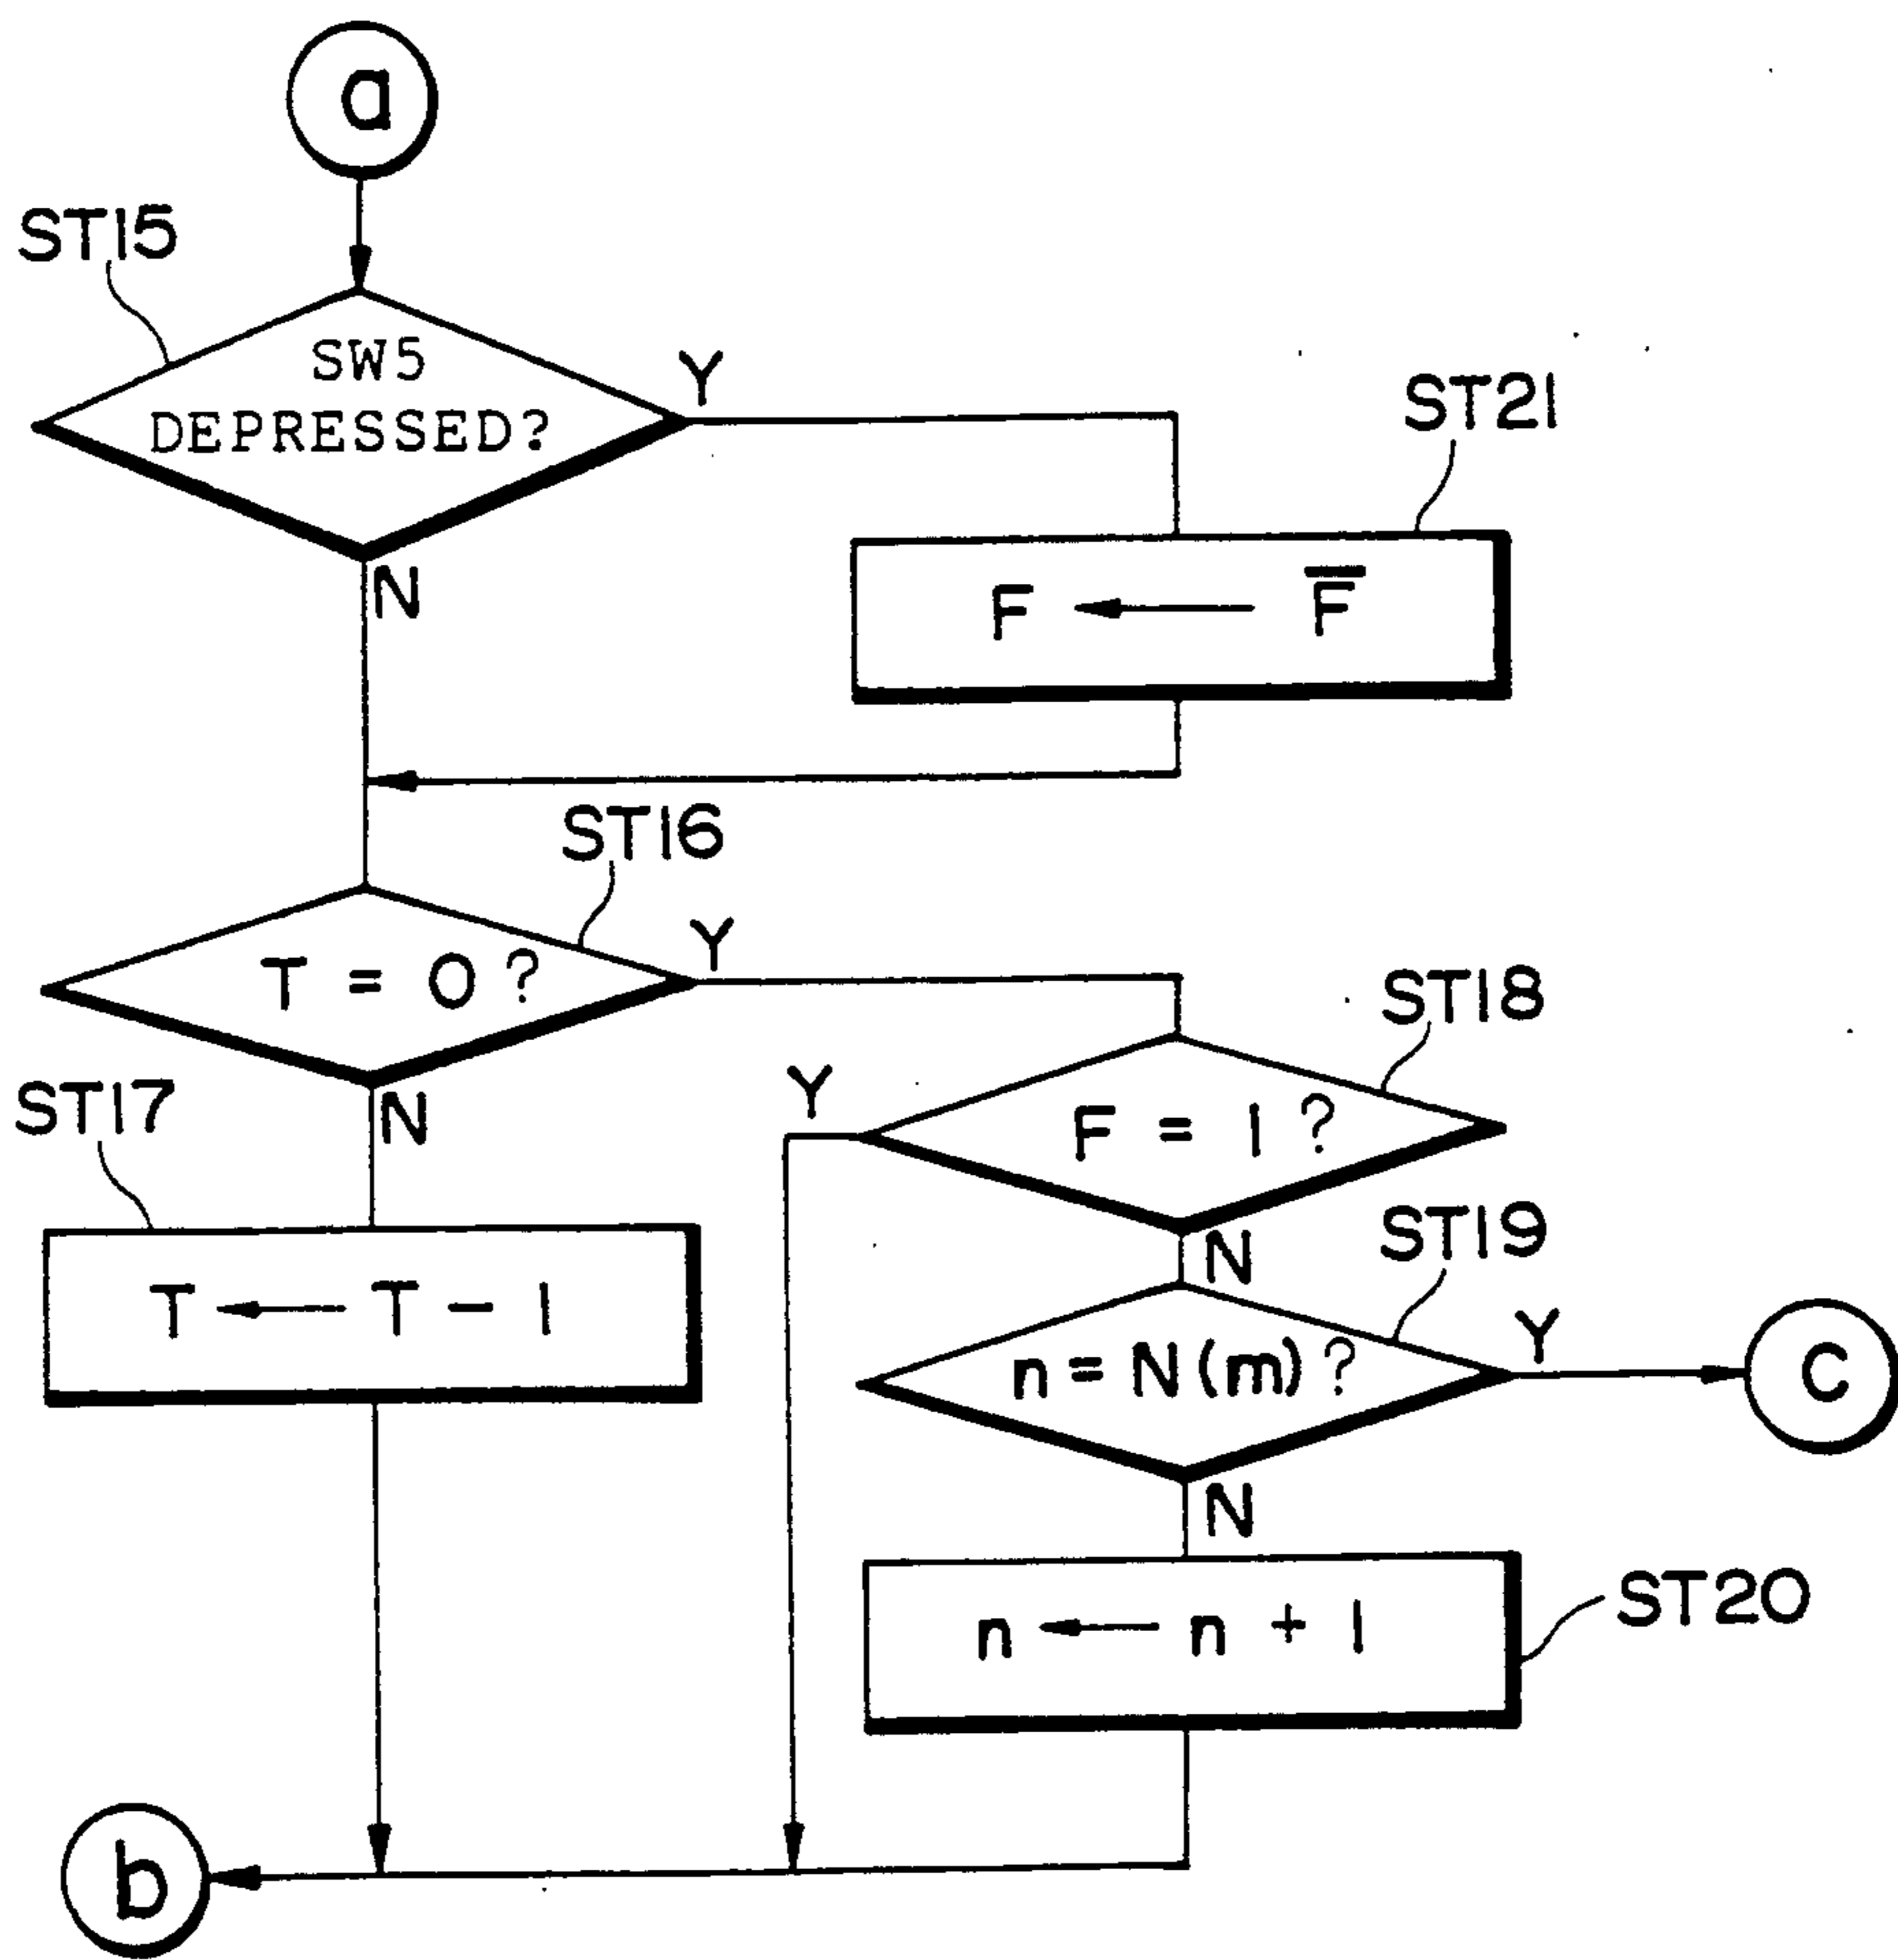 a
ST15
SW5
DEPRESSED?
Y
N
ST21
F ← F̅
ST16
T = 0 ?
Y
N
ST18
F = 1 ?
Y
N
ST17
T ← T - 1
ST19
n = N(m) ?
Y
C
N
ST20
n ← n + 1
b